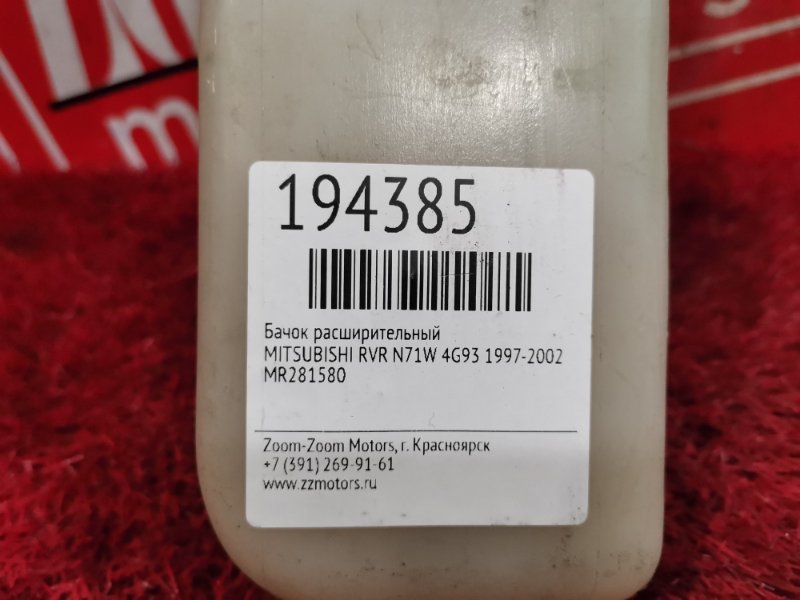 194385
Бачок расширительный
MITSUBISHI RVR N71W 4G93 1997-2002
MR281580
Zoom-Zoom Motors, г. Красноярск
+7 (391) 269-91-61
www.zzmotors.ru